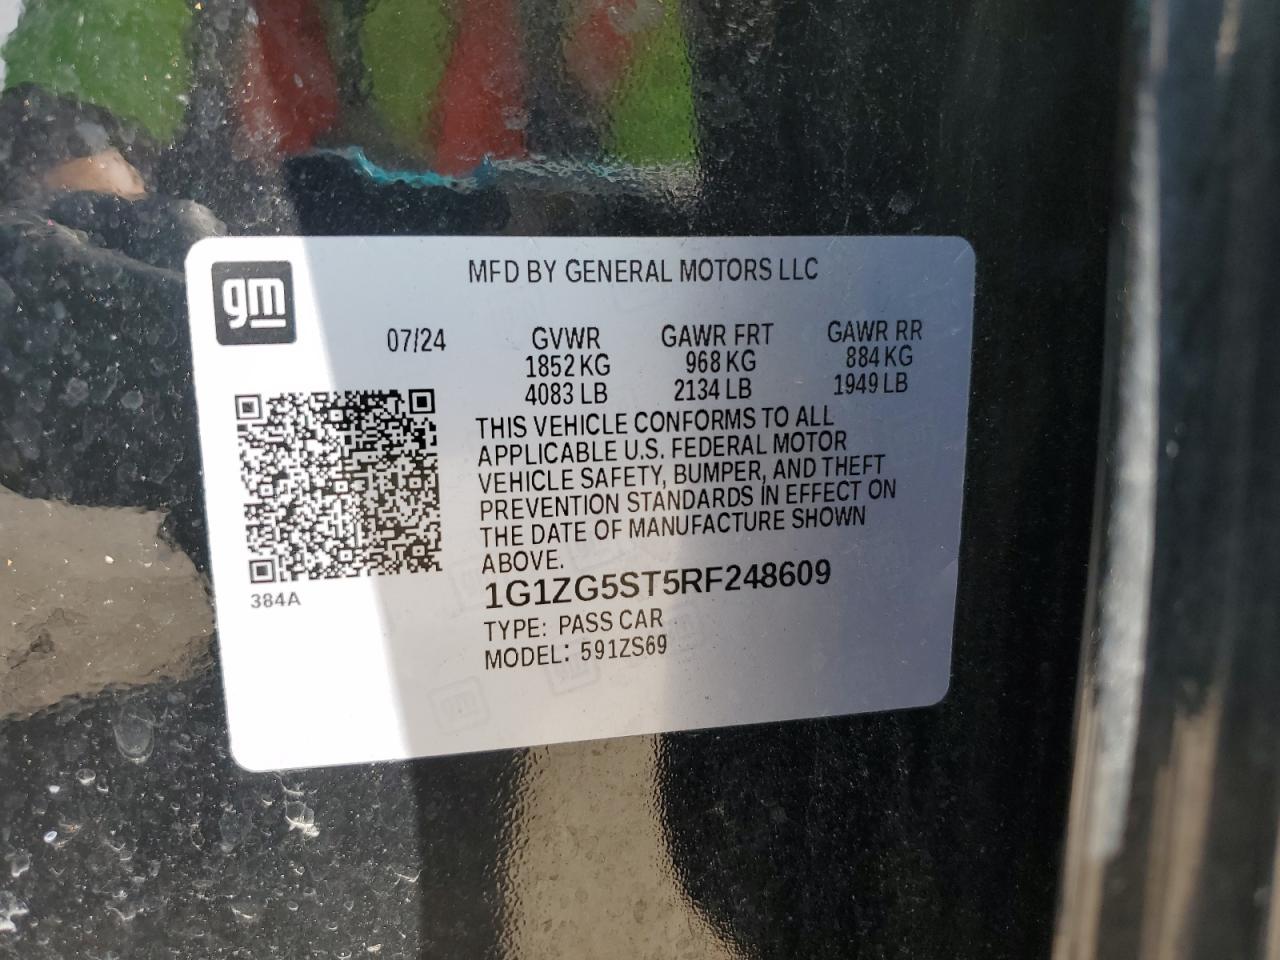 gm
MFD BY GENERAL MOTORS LLC
07/24
GVWR GAWR FRT GAWR RR
1852 KG 968 KG 884 KG
4083 LB 2134 LB 1949 LB
THIS VEHICLE CONFORMS TO ALL
APPLICABLE U.S. FEDERAL MOTOR
VEHICLE SAFETY, BUMPER, AND THEFT
PREVENTION STANDARDS IN EFFECT ON
THE DATE OF MANUFACTURE SHOWN
ABOVE.
1G1ZG5ST5RF248609
TYPE: PASS CAR
MODEL: 591ZS69
384A